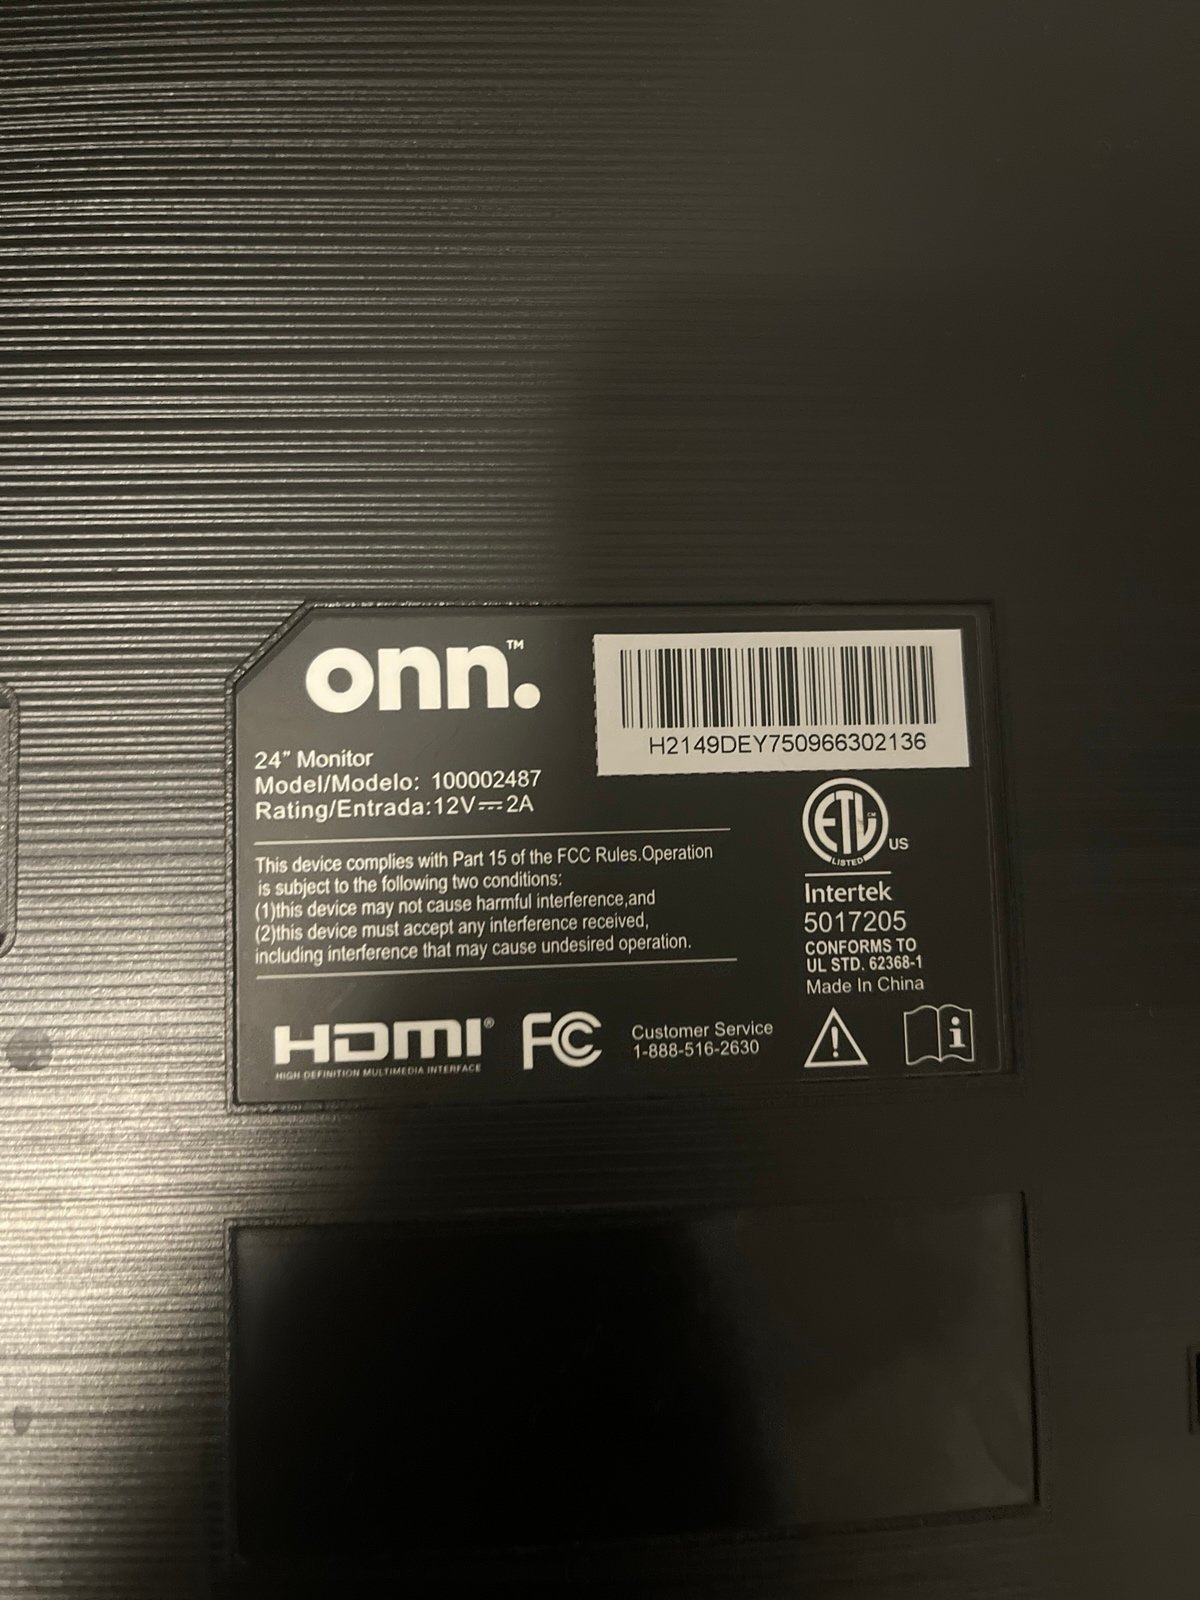 onn.™
H2149DEY750966302136
24” Monitor
Model/Modelo: 100002487
Rating/Entrada:12V⎓2A
This device complies with Part 15 of the FCC Rules.Operation
is subject to the following two conditions:
(1)this device may not cause harmful interference,and
(2)this device must accept any interference received,
including interference that may cause undesired operation.
ETL
LISTED
US
Intertek
5017205
CONFORMS TO
UL STD. 62368-1
Made In China
HDMI®
HIGH DEFINITION MULTIMEDIA INTERFACE
FC
Customer Service
1-888-516-2630